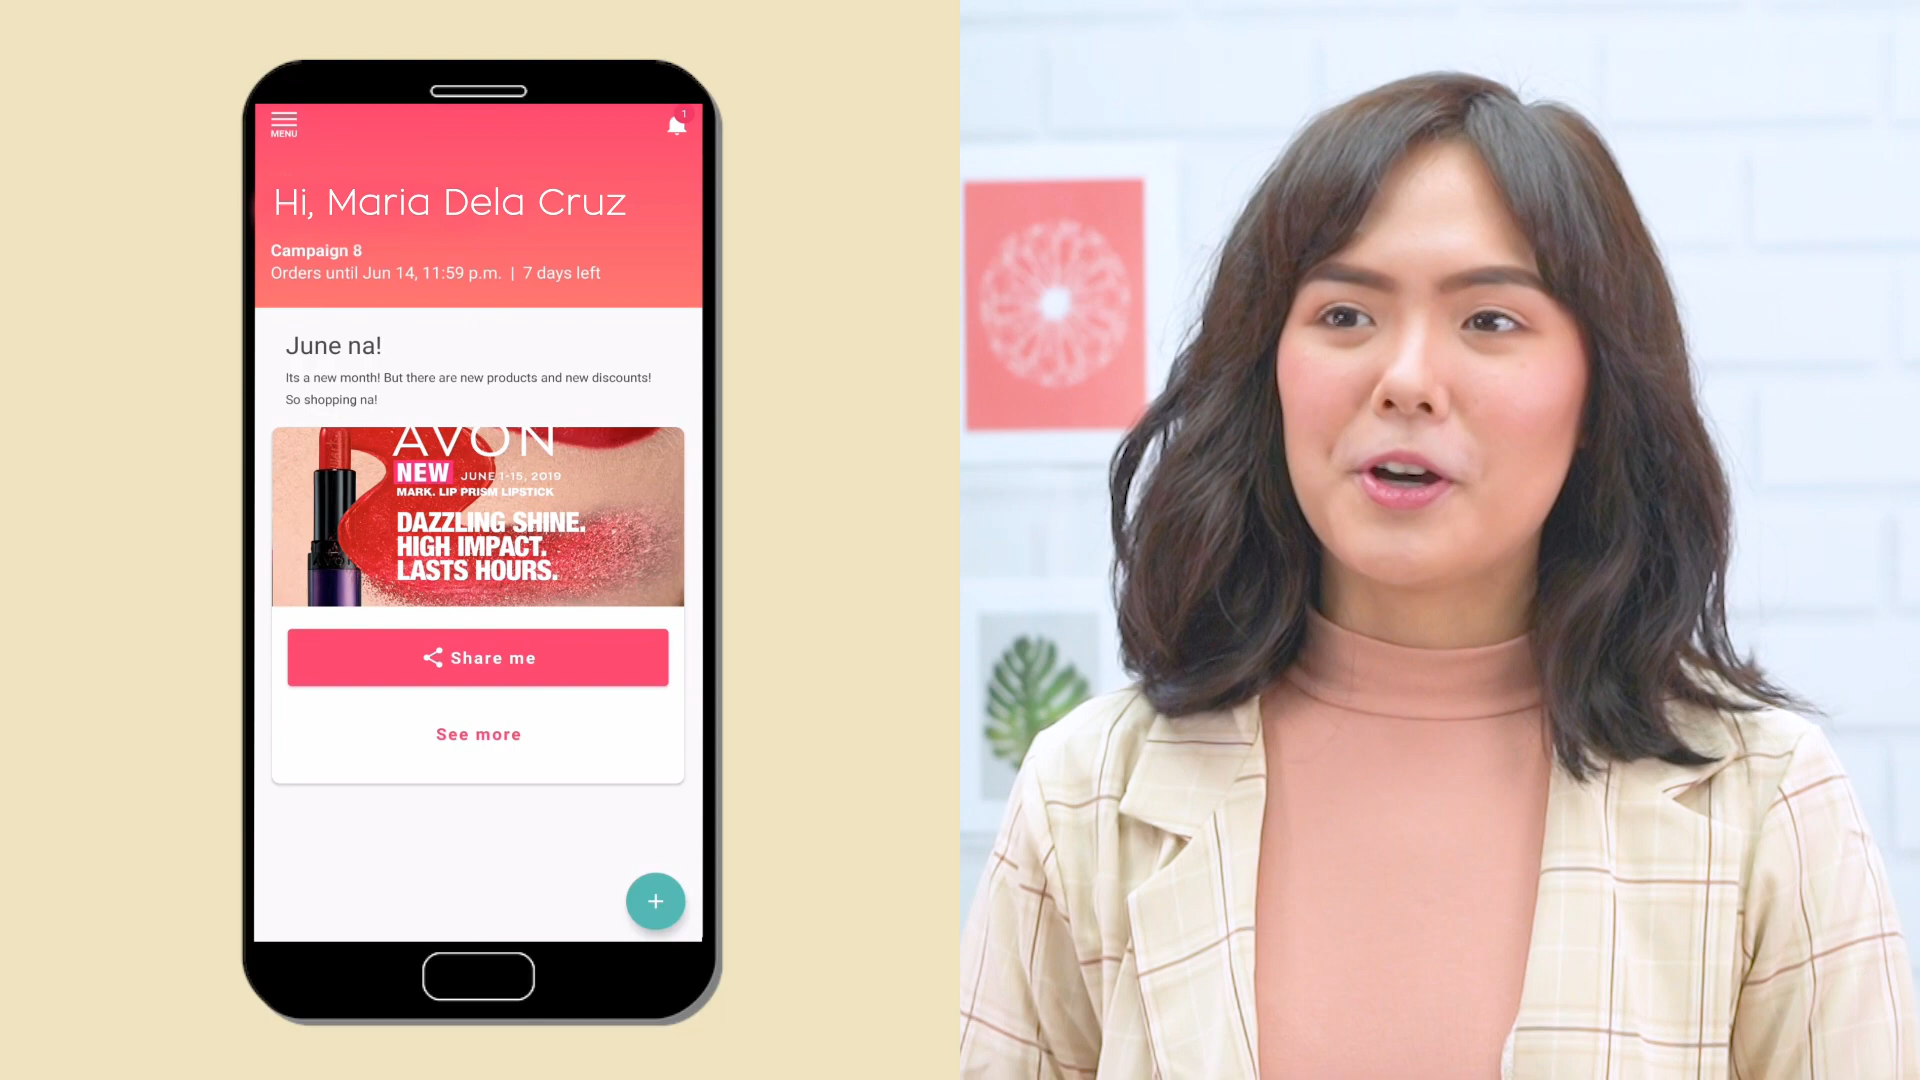 1
MENU
Hi, Maria Dela Cruz
Campaign 8
Orders until Jun 14, 11:59 p.m. | 7 days left
June na!
Its a new month! But there are new products and new discounts!
So shopping na!
AVON
NEW JUNE 1-15, 2019
MARK. LIP PRISM LIPSTICK
DAZZLING SHINE.
HIGH IMPACT.
LASTS HOURS.
AVON
Share me
See more